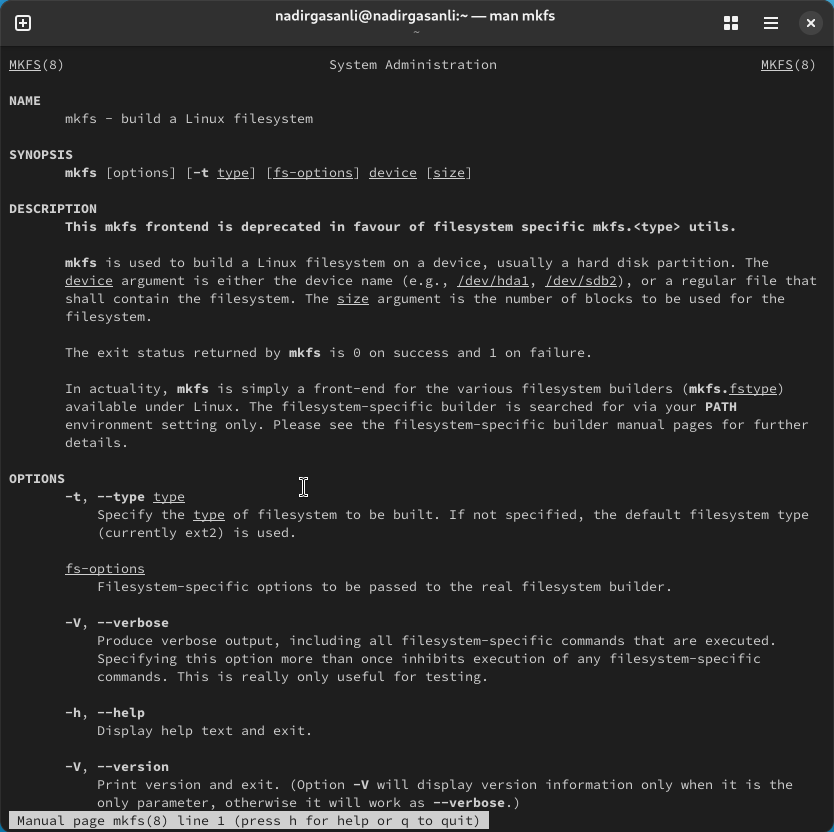 nadirgasanli@nadirgasanli:~ — man mkfs
~
MKFS(8) System Administration MKFS(8)
NAME
mkfs - build a Linux filesystem
SYNOPSIS
mkfs [options] [-t type] [fs-options] device [size]
DESCRIPTION
This mkfs frontend is deprecated in favour of filesystem specific mkfs.<type> utils.
mkfs is used to build a Linux filesystem on a device, usually a hard disk partition. The
device argument is either the device name (e.g., /dev/hda1, /dev/sdb2), or a regular file that
shall contain the filesystem. The size argument is the number of blocks to be used for the
filesystem.
The exit status returned by mkfs is 0 on success and 1 on failure.
In actuality, mkfs is simply a front-end for the various filesystem builders (mkfs.fstype)
available under Linux. The filesystem-specific builder is searched for via your PATH
environment setting only. Please see the filesystem-specific builder manual pages for further
details.
OPTIONS
-t, --type type
Specify the type of filesystem to be built. If not specified, the default filesystem type
(currently ext2) is used.
fs-options
Filesystem-specific options to be passed to the real filesystem builder.
-V, --verbose
Produce verbose output, including all filesystem-specific commands that are executed.
Specifying this option more than once inhibits execution of any filesystem-specific
commands. This is really only useful for testing.
-h, --help
Display help text and exit.
-V, --version
Print version and exit. (Option -V will display version information only when it is the
only parameter, otherwise it will work as --verbose.)
Manual page mkfs(8) line 1 (press h for help or q to quit)